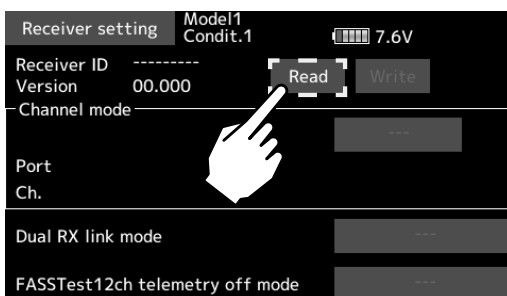 Receiver setting
Model1
Condit.1
7.6V
Receiver ID ---------
Version 00.000
Read
Write
Channel mode
---
Port
Ch.
Dual RX link mode ---
FASSTest12ch telemetry off mode ---